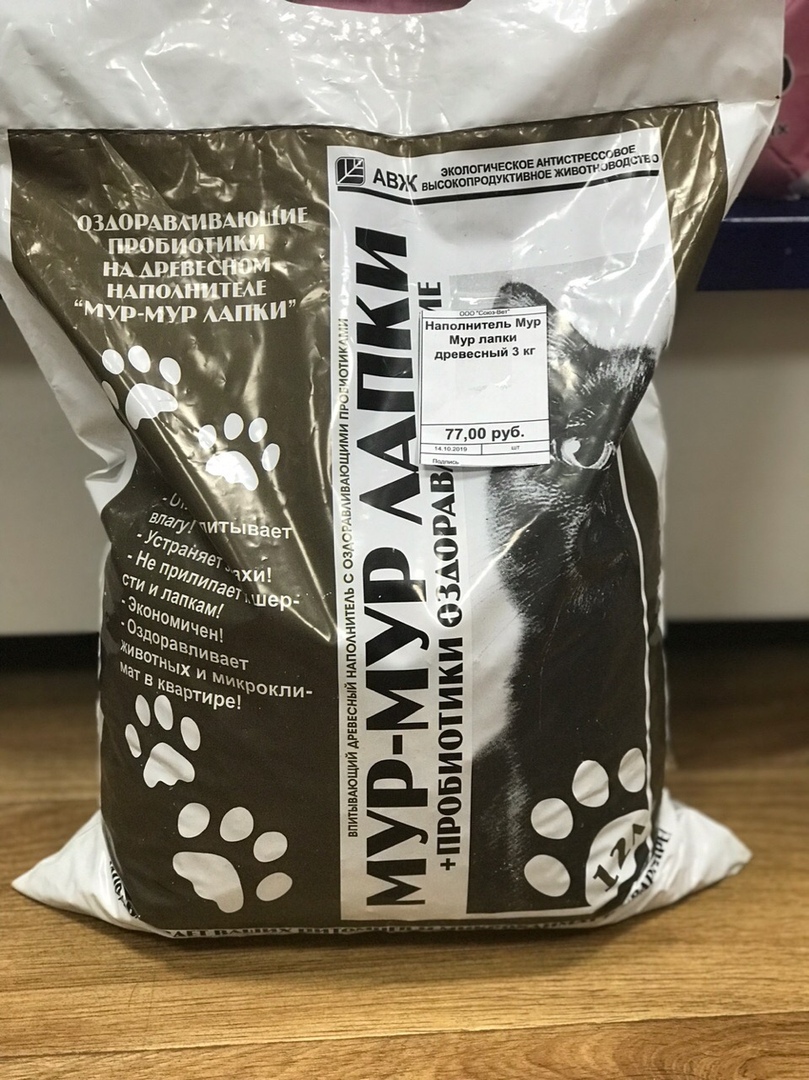 АВЖ
ЭКОЛОГИЧЕСКОЕ АНТИСТРЕССОВОЕ
ВЫСОКОПРОДУКТИВНОЕ ЖИВОТНОВОДСТВО
ОЗДОРАВЛИВАЮЩИЕ
ПРОБИОТИКИ
НА ДРЕВЕСНОМ
НАПОЛНИТЕЛЕ
“МУР-МУР ЛАПКИ”
ООО "Союз-Вет"
Наполнитель Мур
Мур лапки
древесный 3 кг
77,00 руб.
14.10.2019
шт
Подпись
влагу!
- Устраняет
- Не прилипает
сти и лапкам!
- Экономичен!
- Оздоравливает
животных и микрокли-
мат в квартире!
ВПИТЫВАЮЩИЙ ДРЕВЕСНЫЙ НАПОЛНИТЕЛЬ С ОЗДОРАВЛИВАЮЩИМИ ПРОБИОТИКАМИ
МУР-МУР ЛАПКИ
+ПРОБИОТИКИ
12Л